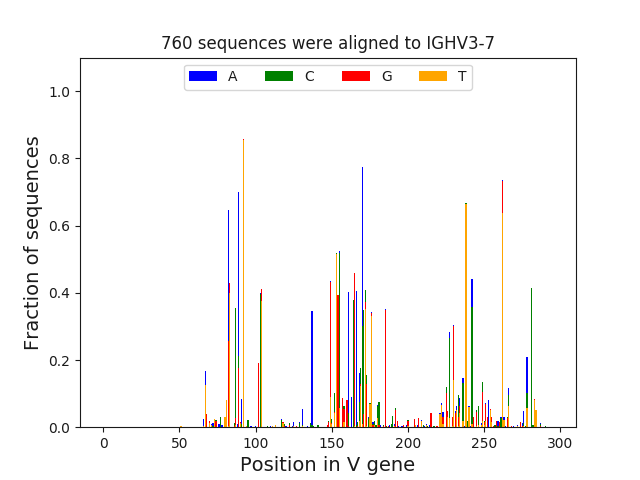 760 sequences were aligned to IGHV3-7
A C G T
1.0
0.8
0.6
0.4
0.2
0.0
0 50 100 150 200 250 300
Fraction of sequences
Position in V gene